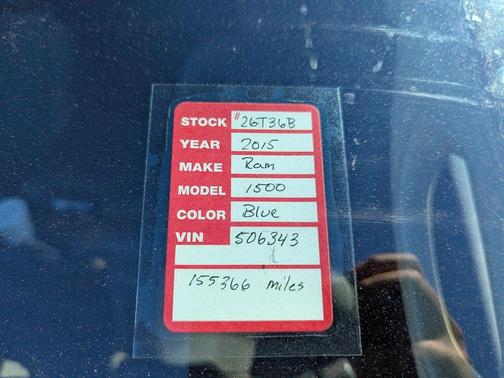 STOCK #26T36B
YEAR 2015
MAKE Ram
MODEL 1500
COLOR Blue
VIN 506343
155366 miles